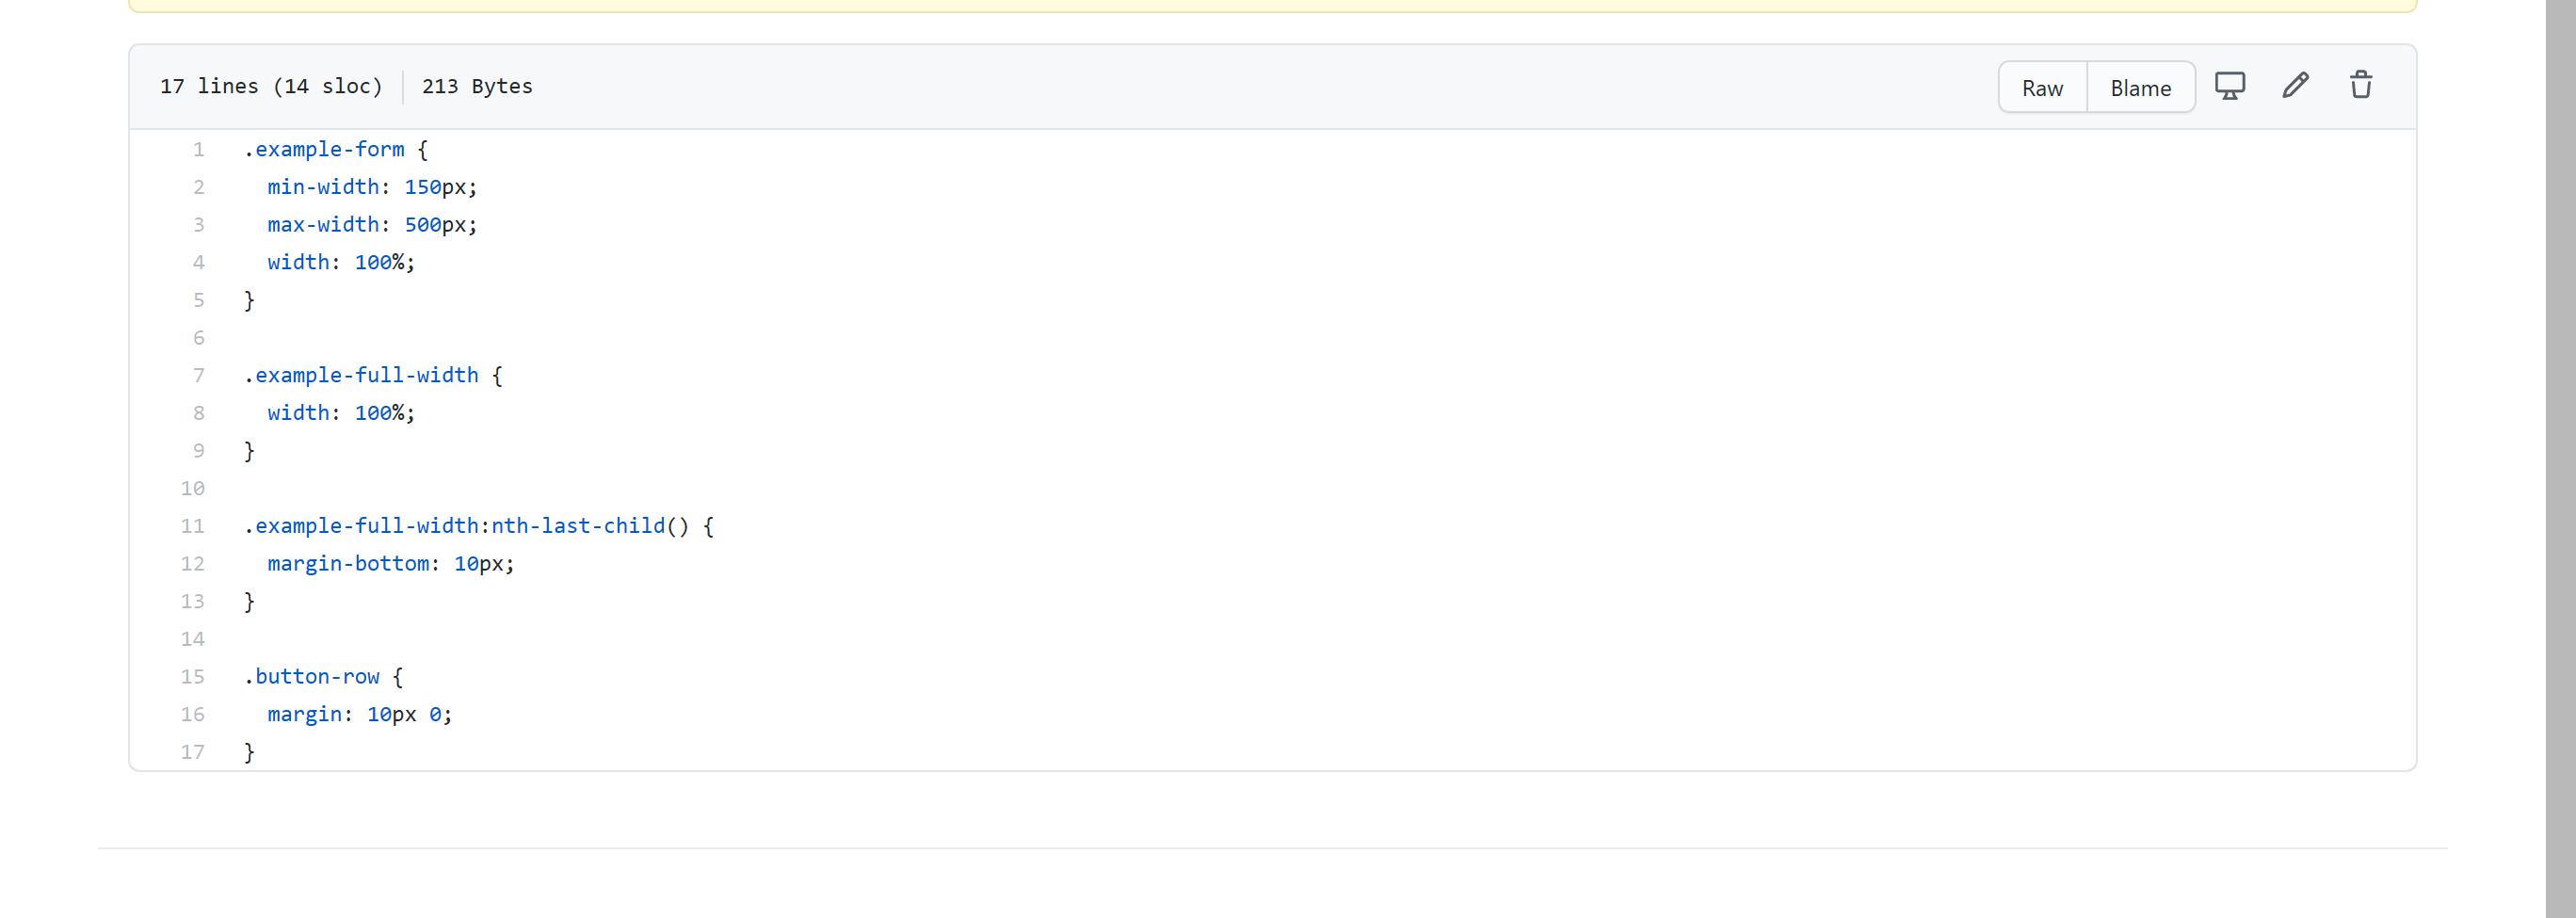 17 lines (14 sloc) 213 Bytes Raw Blame
1 .example-form {
2 min-width: 150px;
3 max-width: 500px;
4 width: 100%;
5 }
6
7 .example-full-width {
8 width: 100%;
9 }
10
11 .example-full-width:nth-last-child() {
12 margin-bottom: 10px;
13 }
14
15 .button-row {
16 margin: 10px 0;
17 }